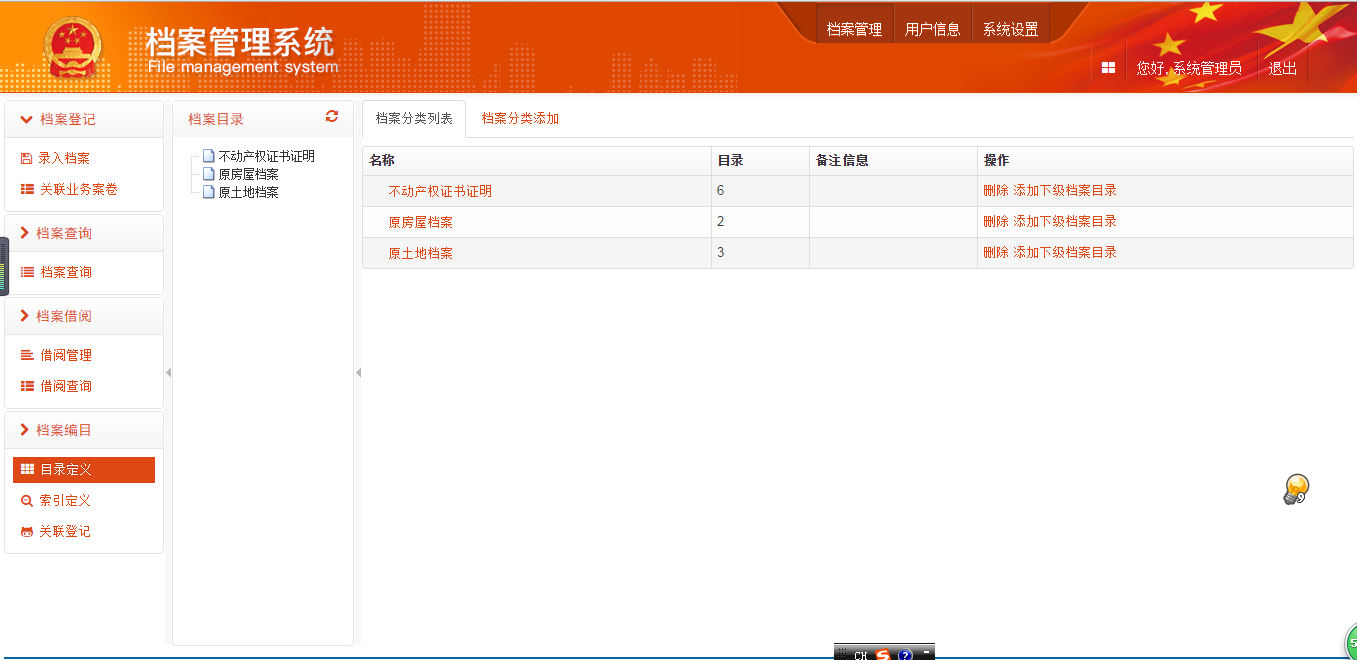 档案管理系统
File management system
档案管理 用户信息 系统设置
您好, 系统管理员 退出
档案登记
录入档案
关联业务案卷
档案查询
档案查询
档案借阅
借阅管理
借阅查询
档案编目
目录定义
索引定义
关联登记
档案目录
不动产权证书证明
原房屋档案
原土地档案
档案分类列表 档案分类添加
名称 目录 备注信息 操作
不动产权证书证明 6 删除 添加下级档案目录
原房屋档案 2 删除 添加下级档案目录
原土地档案 3 删除 添加下级档案目录
CH